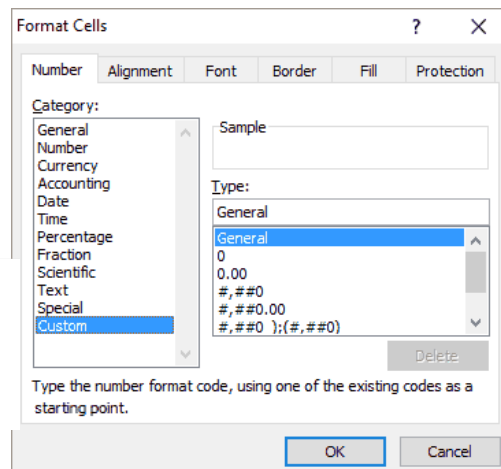 Format Cells ? X
Number Alignment Font Border Fill Protection
Category:
General
Number
Currency
Accounting
Date
Time
Percentage
Fraction
Scientific
Text
Special
Custom
Sample
Type:
General
General
0
0.00
#,##0
#,##0.00
#,##0_);(#,##0)
Delete
Type the number format code, using one of the existing codes as a
starting point.
OK Cancel